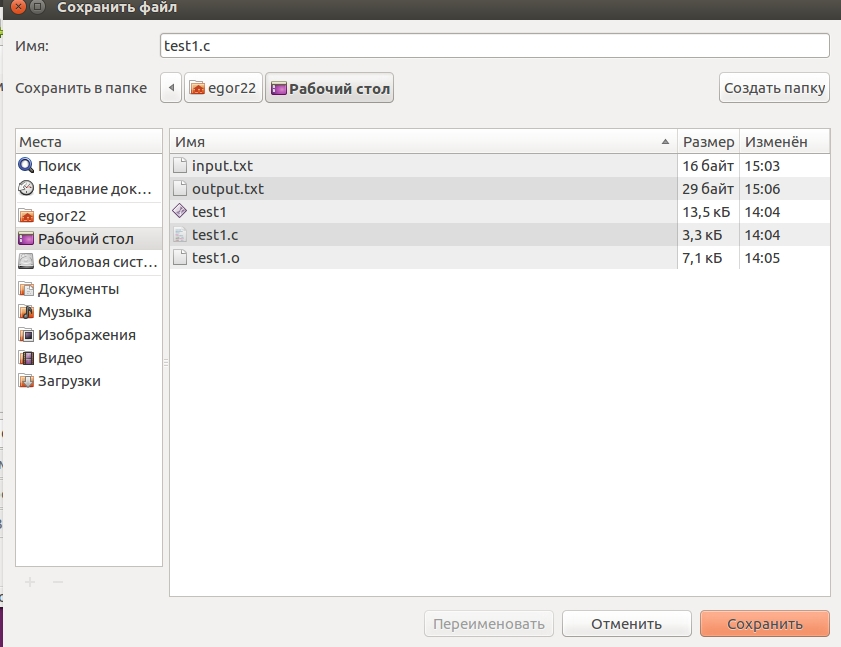 Сохранить файл
Имя: test1.c
Сохранить в папке egor22 Рабочий стол Создать папку
Места
Поиск
Недавние док...
egor22
Рабочий стол
Файловая сист...
Документы
Музыка
Изображения
Видео
Загрузки
Имя Размер Изменён
input.txt 16 байт 15:03
output.txt 29 байт 15:06
test1 13,5 кБ 14:04
test1.c 3,3 кБ 14:04
test1.o 7,1 кБ 14:05
Переименовать Отменить Сохранить